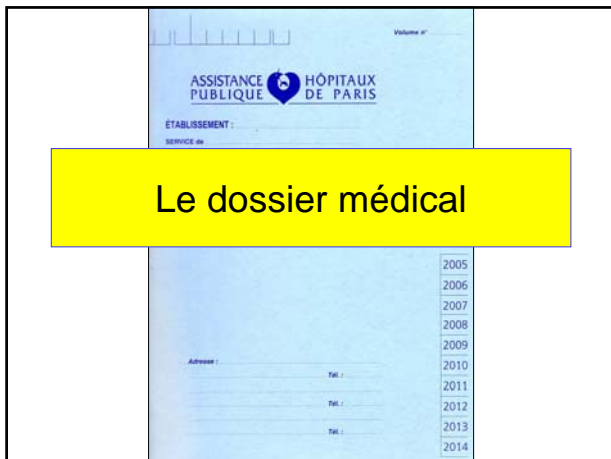 Volume n°
ASSISTANCE HÔPITAUX
PUBLIQUE DE PARIS
ÉTABLISSEMENT :
SERVICE de
Le dossier médical
2005
2006
2007
2008
2009
Adresse :
2010
Tél. :
2011
Tél. :
2012
2013
Tél. :
2014